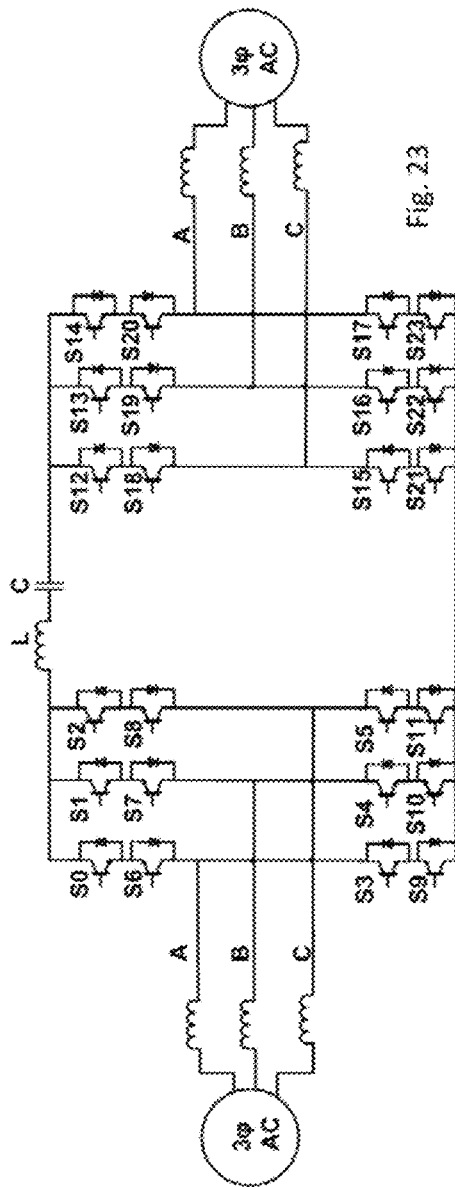 L C
S0 S1 S2 S12 S13 S14
S6 S7 S8 S18 S19 S20
A A
3φ B B 3φ
AC AC
C C
S3 S4 S5 S15 S16 S17
S9 S10 S11 S21 S22 S23
Fig. 23